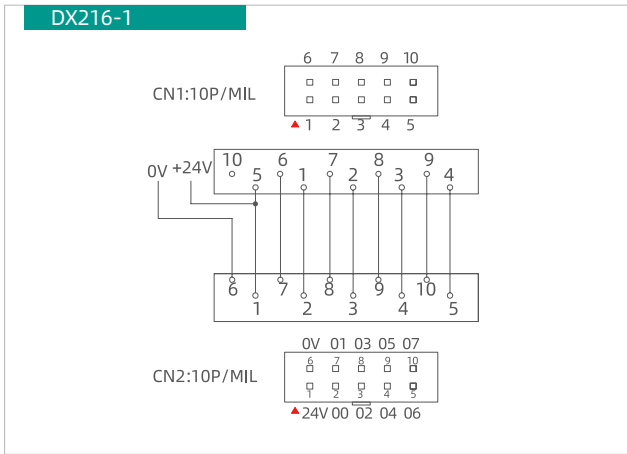 DX216-1
6 7 8 9 10
CN1:10P/MIL
1 2 3 4 5
0V +24V
10 6 7 8 9
5 1 2 3 4
6 7 8 9 10
1 2 3 4 5
0V 01 03 05 07
6 7 8 9 10
CN2:10P/MIL
1 2 3 4 5
24V 00 02 04 06